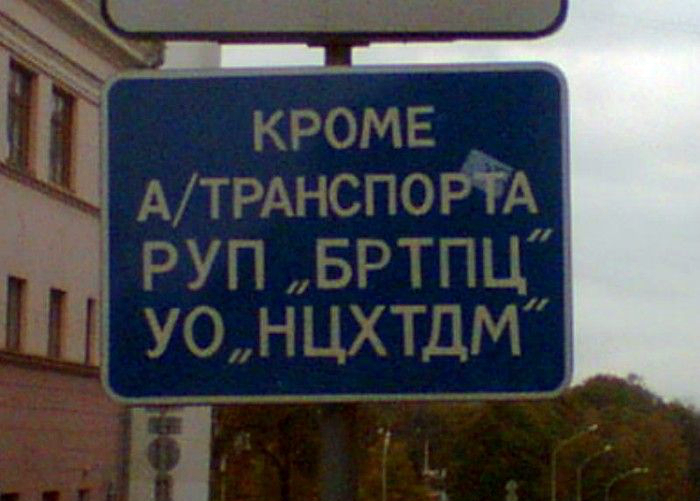 КРОМЕ
А/ТРАНСПОРТА
РУП „БРТПЦ“
УО „НЦХТДМ“